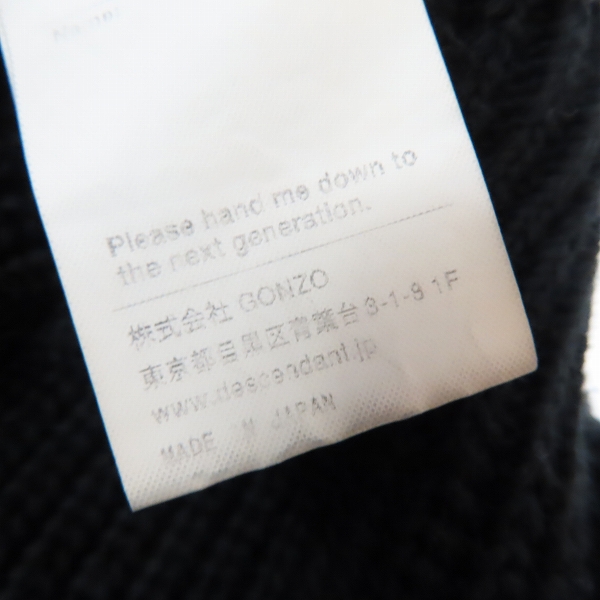 Please hand me down to
the next generation.
株式会社 GONZO
東京都目黒区青葉台 3-1-9 1F
www.descendant.jp
MADE IN JAPAN